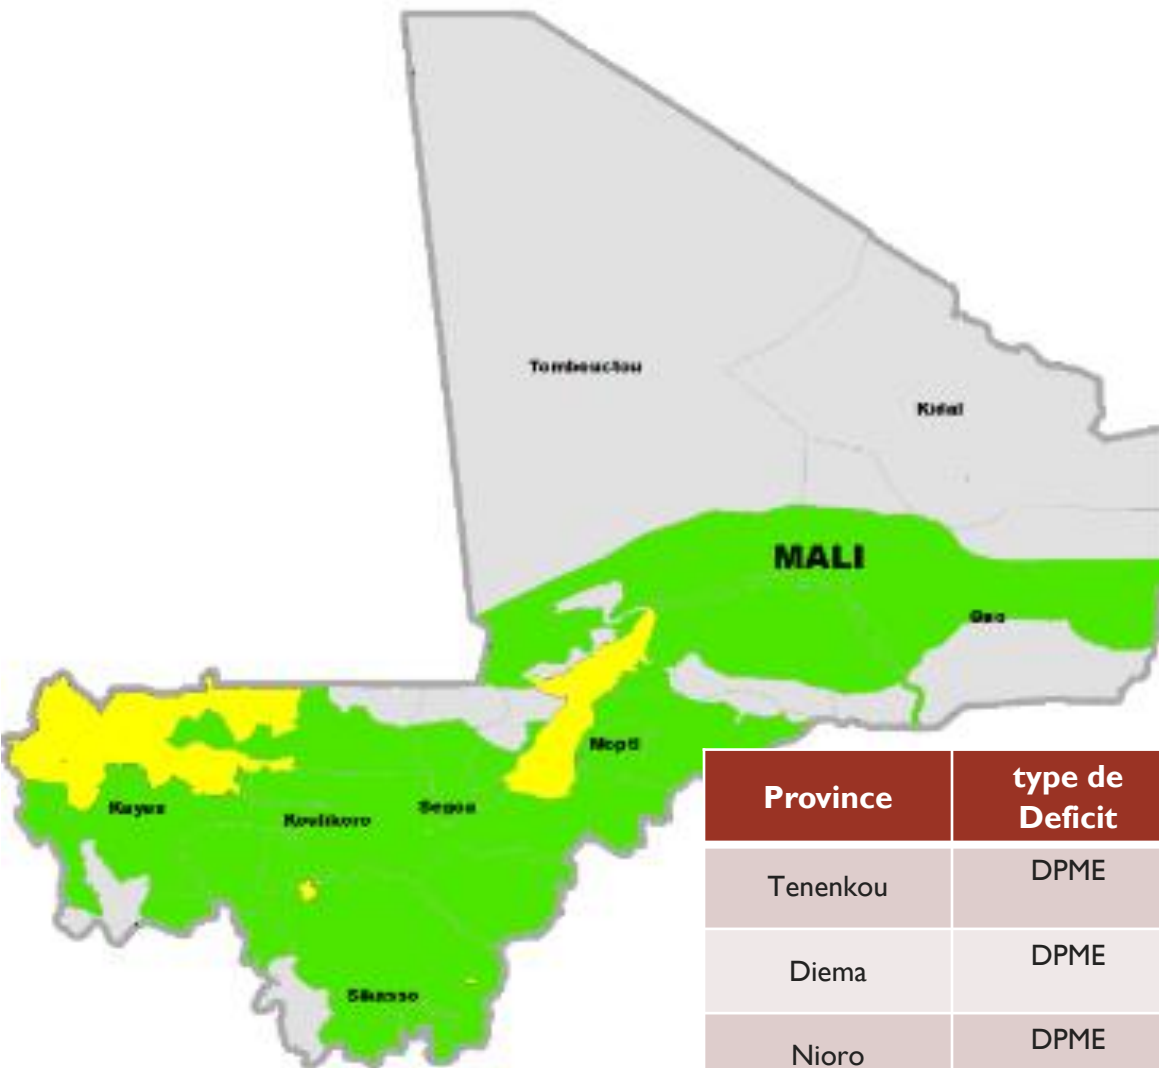 Tombouctou
Kidal
MALI
Gao
Mopti
Kayes
Koulikoro
Segou
Sikasso
Province
type de
Deficit
Tenenkou
DPME
Diema
DPME
Nioro
DPME